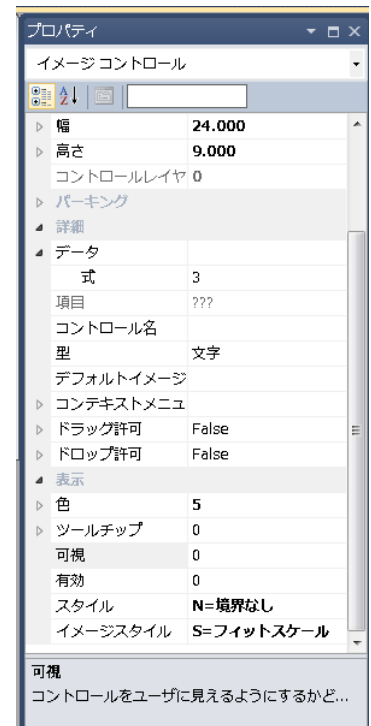 プロパティ
イメージ コントロール
幅 24.000
高さ 9.000
コントロールレイヤ 0
パーキング
詳細
データ
式 3
項目 ???
コントロール名
型 文字
デフォルトイメージ
コンテキストメニュ
ドラッグ許可 False
ドロップ許可 False
表示
色 5
ツールチップ 0
可視 0
有効 0
スタイル N=境界なし
イメージスタイル S=フィットスケール
可視
コントロールをユーザに見えるようにするかど...